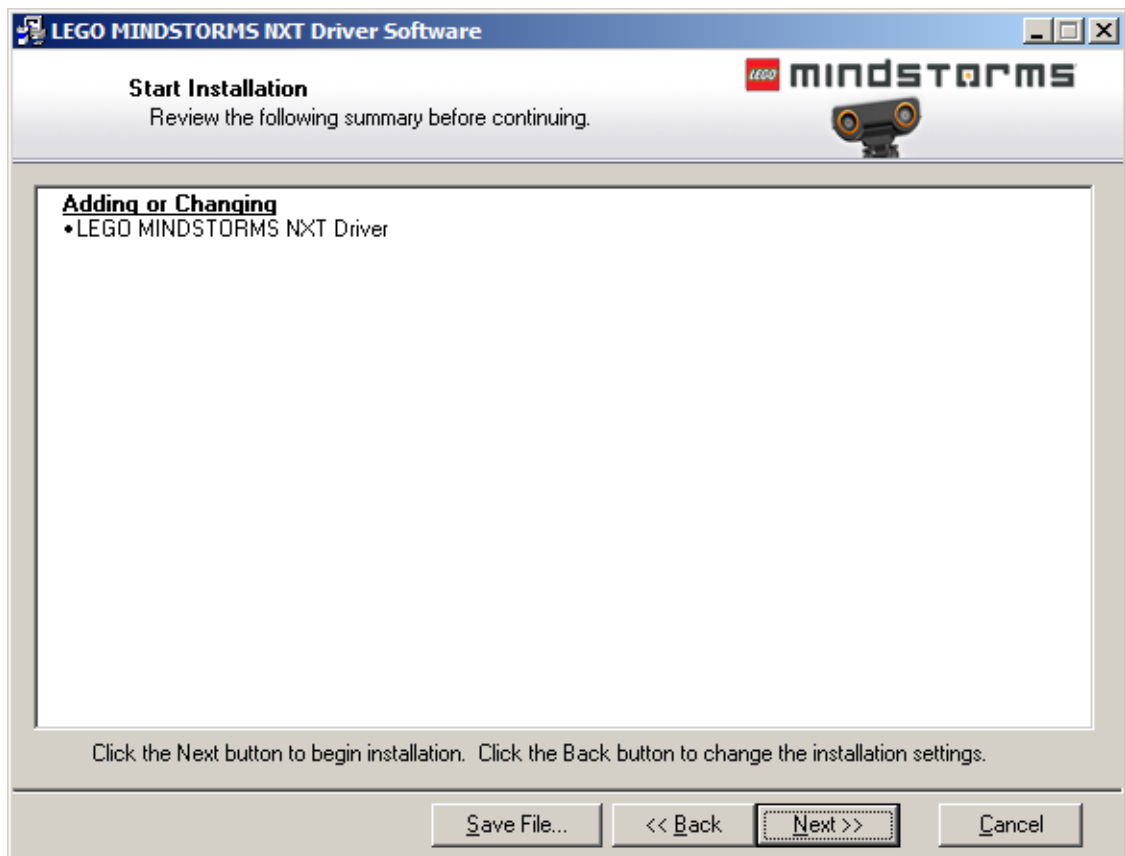 LEGO MINDSTORMS NXT Driver Software
Start Installation
Review the following summary before continuing.
LEGO mindstorms
Adding or Changing
•LEGO MINDSTORMS NXT Driver
Click the Next button to begin installation.  Click the Back button to change the installation settings.
Save File...
<< Back
Next >>
Cancel